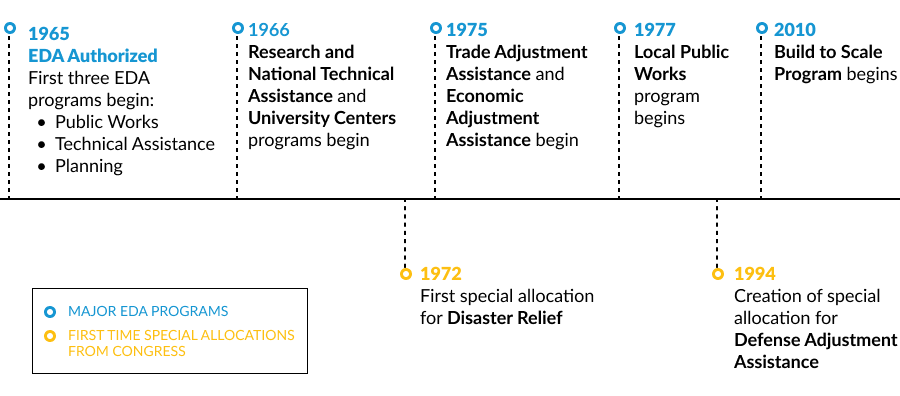 1965
EDA Authorized
First three EDA
programs begin:
• Public Works
• Technical Assistance
• Planning
1966
Research and
National Technical
Assistance and
University Centers
programs begin
1975
Trade Adjustment
Assistance and
Economic
Adjustment
Assistance begin
1977
Local Public
Works
program
begins
2010
Build to Scale
Program begins
1972
First special allocation
for Disaster Relief
1994
Creation of special
allocation for
Defense Adjustment
Assistance
MAJOR EDA PROGRAMS
FIRST TIME SPECIAL ALLOCATIONS
FROM CONGRESS